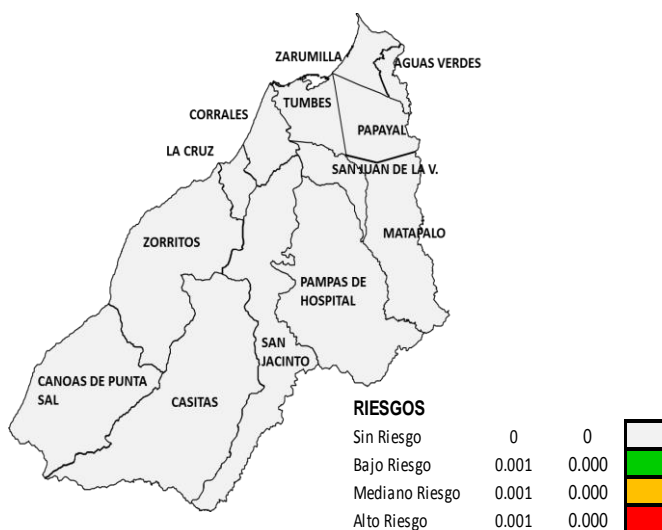 ZARUMILLA
AGUAS VERDES
TUMBES
CORRALES
PAPAYAL
LA CRUZ
SAN JUAN DE LA V.
MATAPALO
ZORRITOS
PAMPAS DE
HOSPITAL
SAN
JACINTO
CANOAS DE PUNTA
SAL
CASITAS
RIESGOS
Sin Riesgo 0 0
Bajo Riesgo 0.001 0.000
Mediano Riesgo 0.001 0.000
Alto Riesgo 0.001 0.000